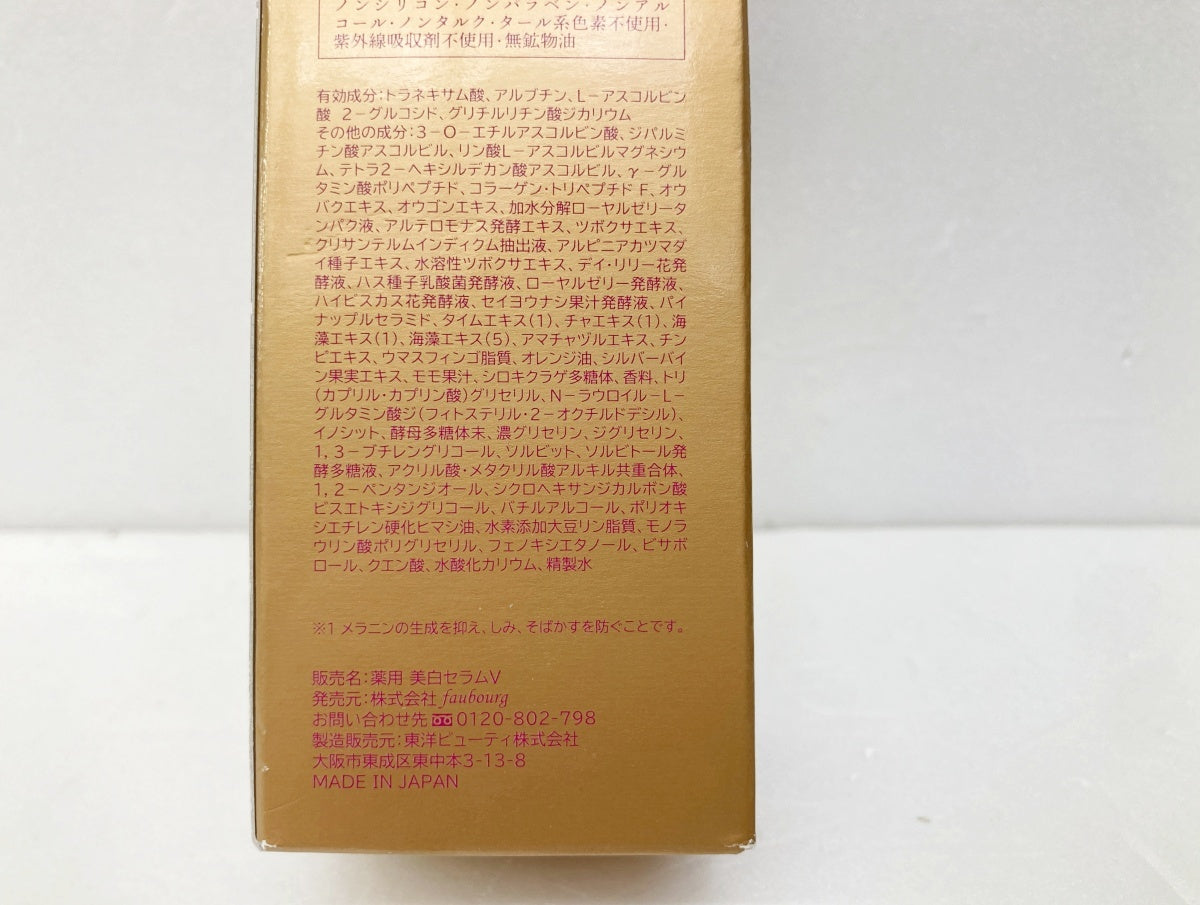 ノンシリコン・ノンパラベン・ノンアル
コール・ノンタルク・タール系色素不使用・
紫外線吸収剤不使用・無鉱物油
有効成分:トラネキサム酸、アルブチン、L－アスコルビン
酸 2－グルコシド、グリチルリチン酸ジカリウム
その他の成分:3－O－エチルアスコルビン酸、ジパルミ
チン酸アスコルビル、リン酸L－アスコルビルマグネシウ
ム、テトラ2－ヘキシルデカン酸アスコルビル、γ－グル
タミン酸ポリペプチド、コラーゲン・トリペプチド F、オウ
バクエキス、オウゴンエキス、加水分解ローヤルゼリータ
ンパク液、アルテロモナス発酵エキス、ツボクサエキス、
クリサンテルムインディクム抽出液、アルピニアカツマダ
イ種子エキス、水溶性ツボクサエキス、デイ・リリー花発
酵液、ハス種子乳酸菌発酵液、ローヤルゼリー発酵液、
ハイビスカス花発酵液、セイヨウナシ果汁発酵液、パイ
ナップルセラミド、タイムエキス(1)、チャエキス(1)、海
藻エキス(1)、海藻エキス(5)、アマチャヅルエキス、チン
ピエキス、ウマスフィンゴ脂質、オレンジ油、シルバーバイ
ン果実エキス、モモ果汁、シロキクラゲ多糖体、香料、トリ
(カプリル・カプリン酸)グリセリル、N－ラウロイル－L－
グルタミン酸ジ(フィトステリル・2－オクチルドデシル)、
イノシット、酵母多糖体末、濃グリセリン、ジグリセリン、
1,3－ブチレングリコール、ソルビット、ソルビトール発
酵多糖液、アクリル酸・メタクリル酸アルキル共重合体、
1,2－ペンタンジオール、シクロヘキサンジカルボン酸
ビスエトキシジグリコール、バチルアルコール、ポリオキ
シエチレン硬化ヒマシ油、水素添加大豆リン脂質、モノラ
ウリン酸ポリグリセリル、フェノキシエタノール、ビサボ
ロール、クエン酸、水酸化カリウム、精製水
※1 メラニンの生成を抑え、しみ、そばかすを防ぐことです。
販売名:薬用 美白セラムV
発売元:株式会社 faubourg
お問い合わせ先 0120-802-798
製造販売元:東洋ビューティ株式会社
大阪市東成区東中本3-13-8
MADE IN JAPAN